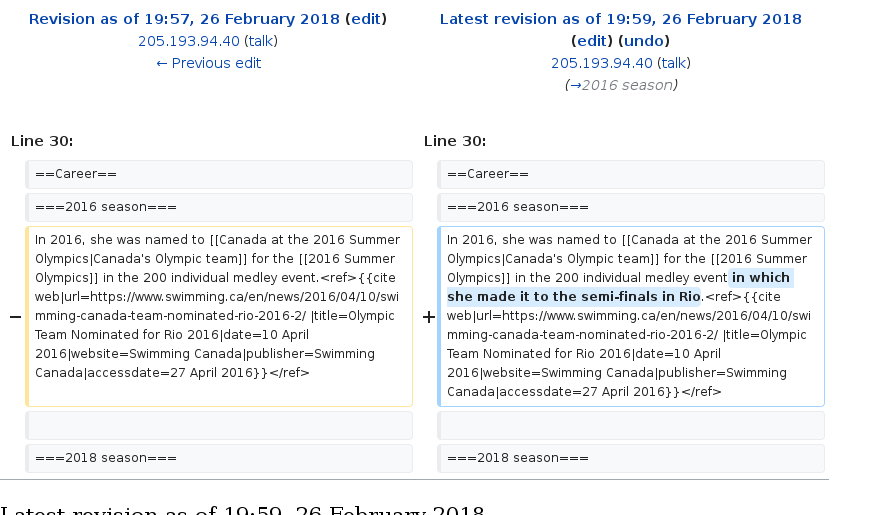 Revision as of 19:57, 26 February 2018 (edit)
205.193.94.40 (talk)
← Previous edit
Latest revision as of 19:59, 26 February 2018
(edit) (undo)
205.193.94.40 (talk)
(→2016 season)
Line 30:
==Career==
===2016 season===
In 2016, she was named to [[Canada at the 2016 Summer
Olympics|Canada's Olympic team]] for the [[2016 Summer
Olympics]] in the 200 individual medley event.<ref>{{cite
web|url=https://www.swimming.ca/en/news/2016/04/10/swi
mming-canada-team-nominated-rio-2016-2/ |title=Olympic
Team Nominated for Rio 2016|date=10 April
2016|website=Swimming Canada|publisher=Swimming
Canada|accessdate=27 April 2016}}</ref>
===2018 season===
Line 30:
==Career==
===2016 season===
In 2016, she was named to [[Canada at the 2016 Summer
Olympics|Canada's Olympic team]] for the [[2016 Summer
Olympics]] in the 200 individual medley event in which
she made it to the semi-finals in Rio.<ref>{{cite
web|url=https://www.swimming.ca/en/news/2016/04/10/swi
mming-canada-team-nominated-rio-2016-2/ |title=Olympic
Team Nominated for Rio 2016|date=10 April
2016|website=Swimming Canada|publisher=Swimming
Canada|accessdate=27 April 2016}}</ref>
===2018 season===
Latest revision as of 19:59, 26 February 2018